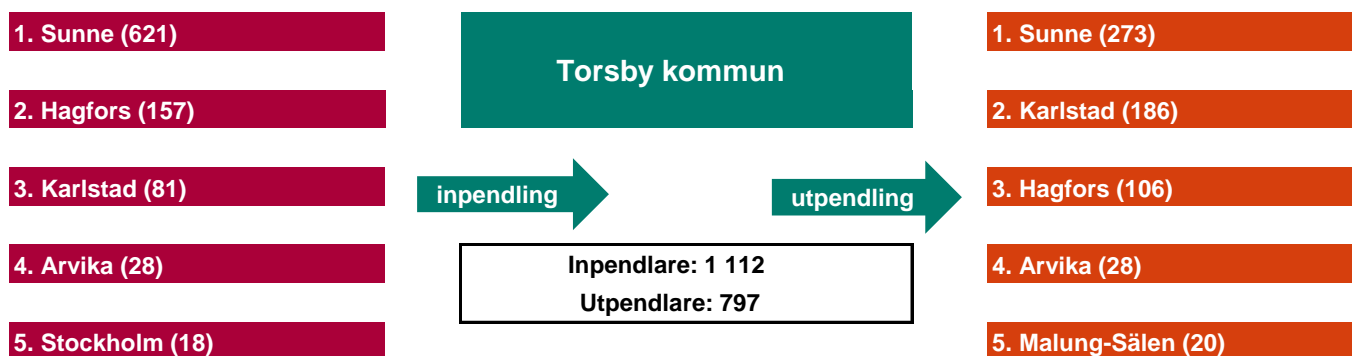 1. Sunne (621)
2. Hagfors (157)
3. Karlstad (81)
4. Arvika (28)
5. Stockholm (18)
Torsby kommun
inpendling
utpendling
Inpendlare: 1 112
Utpendlare: 797
1. Sunne (273)
2. Karlstad (186)
3. Hagfors (106)
4. Arvika (28)
5. Malung-Sälen (20)